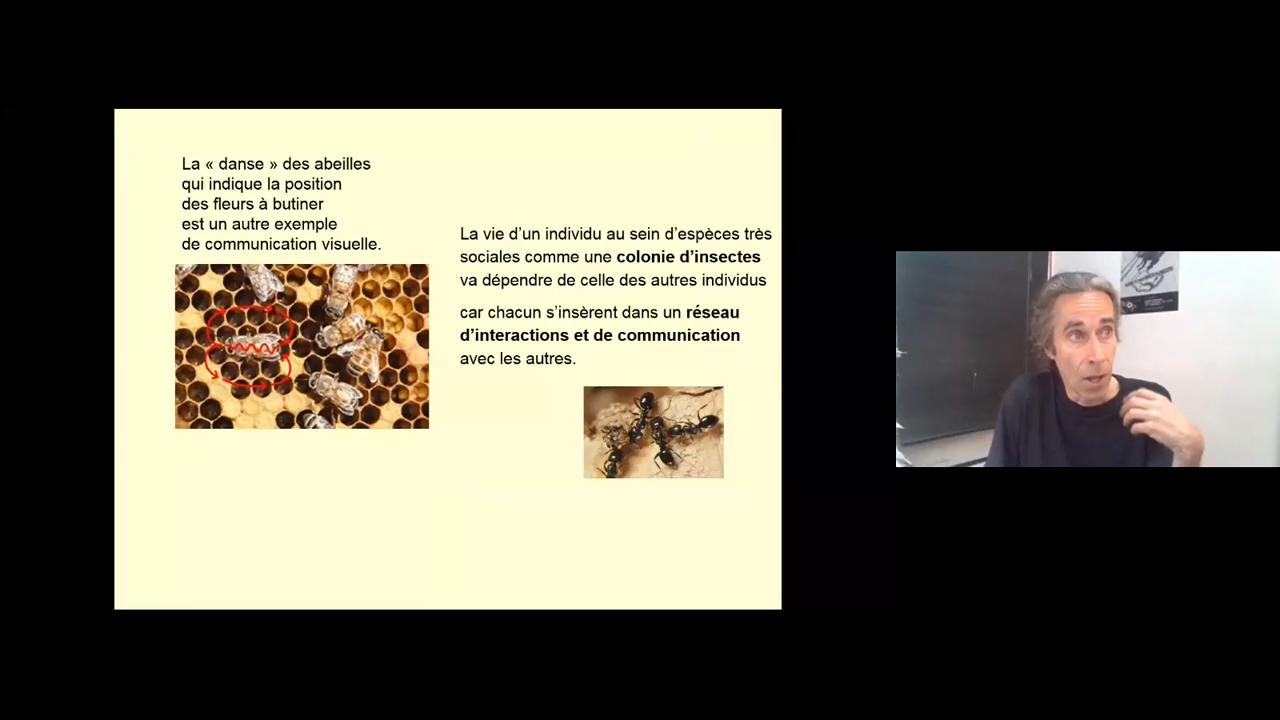 La « danse » des abeilles
qui indique la position
des fleurs à butiner
est un autre exemple
de communication visuelle.
La vie d’un individu au sein d’espèces très
sociales comme une colonie d’insectes
va dépendre de celle des autres individus
car chacun s’insèrent dans un réseau
d’interactions et de communication
avec les autres.